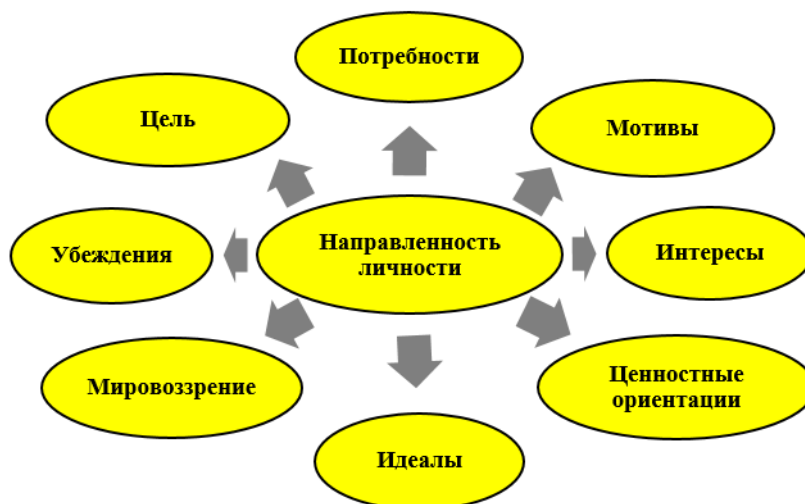 Потребности
Цель
Мотивы
Убеждения
Направленность
личности
Интересы
Мировоззрение
Ценностные
ориентации
Идеалы